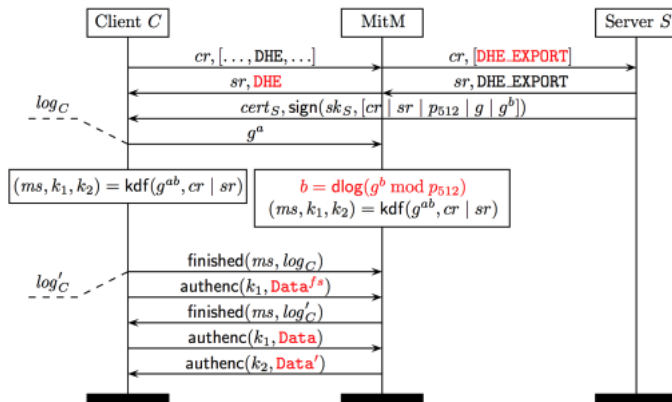 Client C MitM Server S
cr, [..., DHE, ...] cr, [DHE_EXPORT]
sr, DHE sr, DHE_EXPORT
log_C cert_S, sign(sk_S, [cr | sr | p_512 | g | g^b])
g^a
(ms, k_1, k_2) = kdf(g^{ab}, cr | sr) b = dlog(g^b mod p_512)
(ms, k_1, k_2) = kdf(g^{ab}, cr | sr)
finished(ms, log_C)
log'_C authenc(k_1, Data^{fs})
finished(ms, log'_C)
authenc(k_1, Data)
authenc(k_2, Data')